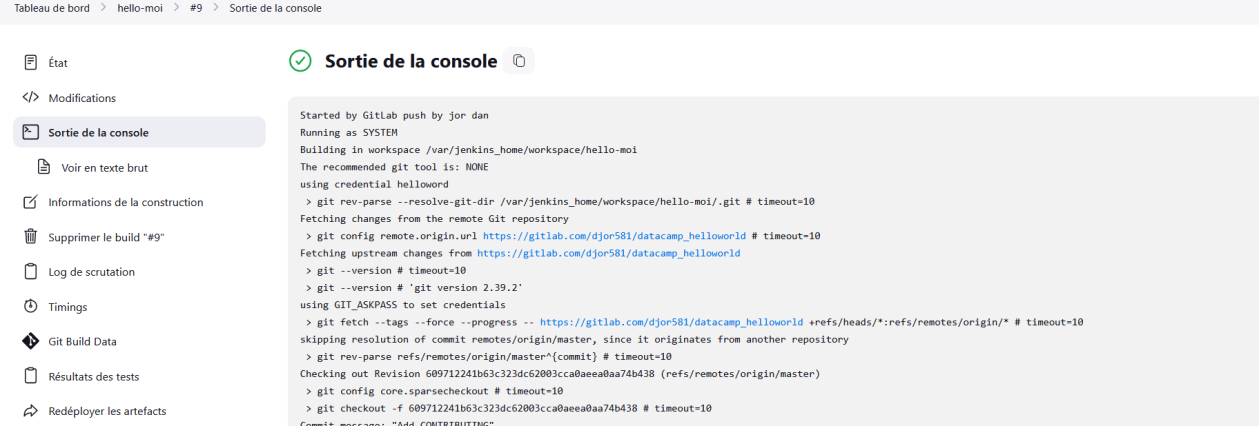 Tableau de bord > hello-moi > #9 > Sortie de la console
État
Modifications
Sortie de la console
Voir en texte brut
Informations de la construction
Supprimer le build "#9"
Log de scrutation
Timings
Git Build Data
Résultats des tests
Redéployer les artefacts
Sortie de la console
Started by GitLab push by jor dan
Running as SYSTEM
Building in workspace /var/jenkins_home/workspace/hello-moi
The recommended git tool is: NONE
using credential helloword
> git rev-parse --resolve-git-dir /var/jenkins_home/workspace/hello-moi/.git # timeout=10
Fetching changes from the remote Git repository
> git config remote.origin.url https://gitlab.com/djor581/datacamp_helloworld # timeout=10
Fetching upstream changes from https://gitlab.com/djor581/datacamp_helloworld
> git --version # timeout=10
> git --version # 'git version 2.39.2'
using GIT_ASKPASS to set credentials
> git fetch --tags --force --progress -- https://gitlab.com/djor581/datacamp_helloworld +refs/heads/*:refs/remotes/origin/* # timeout=10
skipping resolution of commit remotes/origin/master, since it originates from another repository
> git rev-parse refs/remotes/origin/master^{commit} # timeout=10
Checking out Revision 609712241b63c323dc62003cca0aeea0aa74b438 (refs/remotes/origin/master)
> git config core.sparsecheckout # timeout=10
> git checkout -f 609712241b63c323dc62003cca0aeea0aa74b438 # timeout=10
Commit message: "Add CONTRIBUTING"